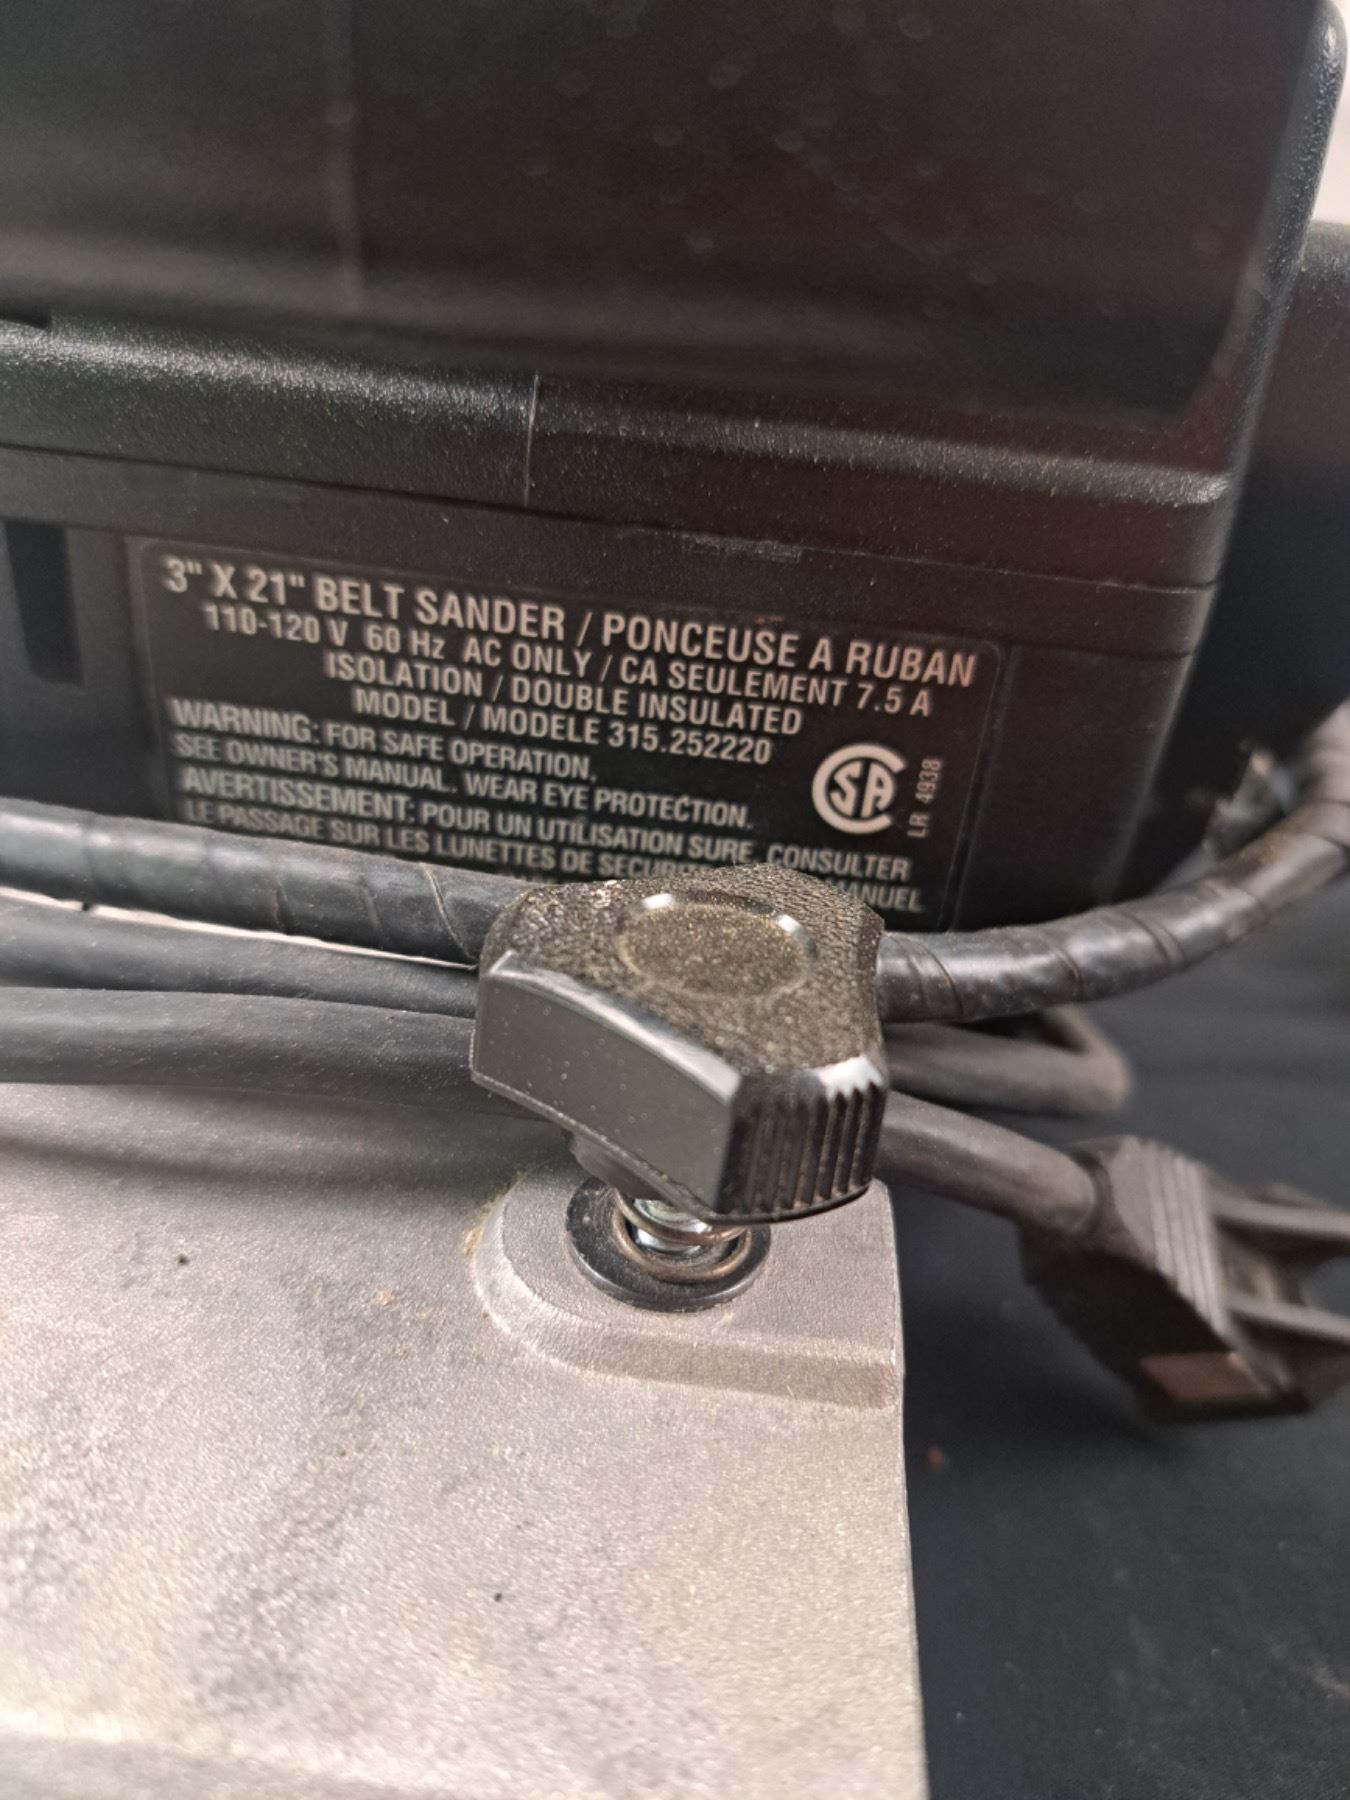 3" X 21" BELT SANDER / PONCEUSE A RUBAN
110-120 V 60 Hz AC ONLY / CA SEULEMENT 7.5 A
ISOLATION / DOUBLE INSULATED
MODEL / MODELE 315.252220
WARNING: FOR SAFE OPERATION.
SEE OWNER'S MANUAL. WEAR EYE PROTECTION.
AVERTISSEMENT: POUR UN UTILISATION SURE, CONSULTER
LE PASSAGE SUR LES LUNETTES DE
MANUEL
CSA
LR 4938